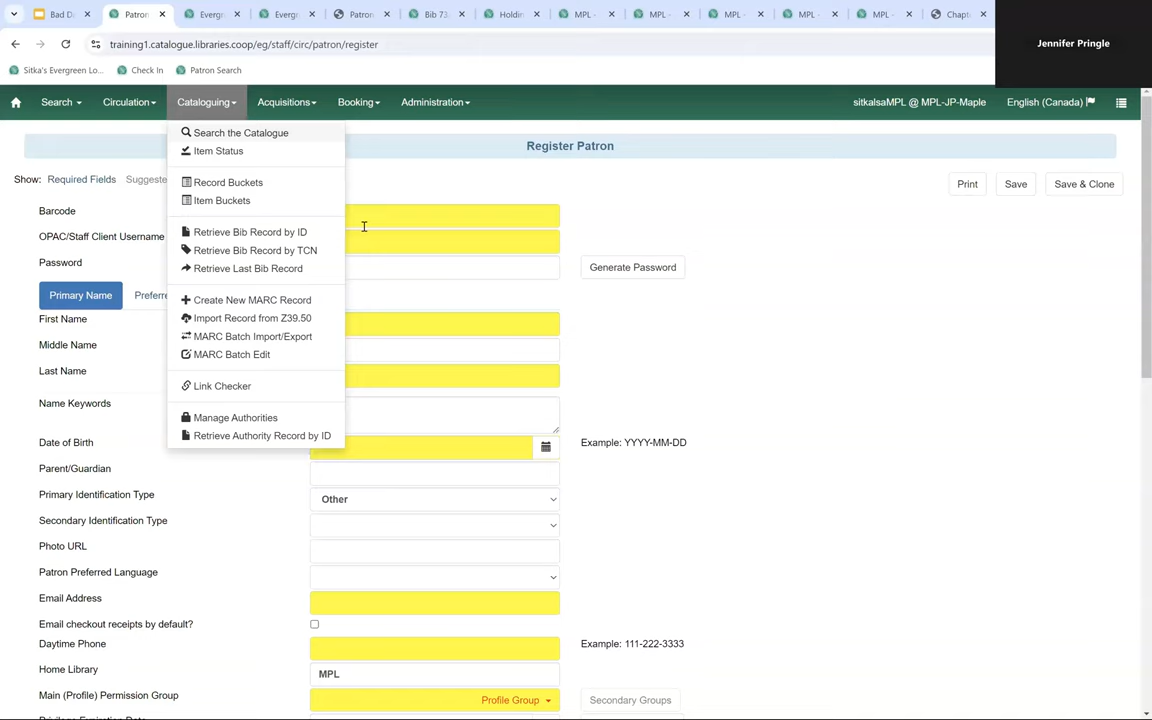 Bad D
Patron
Evergr
Evergr
Patron
Bib 73
Holdin
MPL -
MPL -
MPL -
MPL -
MPL -
Chapt
Jennifer Pringle
training1.catalogue.libraries.coop/eg/staff/circ/patron/register
Sitka's Evergreen Lo...
Check In
Patron Search
Search
Circulation
Cataloguing
Acquisitions
Booking
Administration
sitkalsaMPL @ MPL-JP-Maple
English (Canada)
Search the Catalogue
Item Status
Record Buckets
Item Buckets
Retrieve Bib Record by ID
Retrieve Bib Record by TCN
Retrieve Last Bib Record
Create New MARC Record
Import Record from Z39.50
MARC Batch Import/Export
MARC Batch Edit
Link Checker
Manage Authorities
Retrieve Authority Record by ID
Register Patron
Show: Required Fields Suggeste
Print
Save
Save & Clone
Barcode
OPAC/Staff Client Username
Password
Generate Password
Primary Name
Preferre
First Name
Middle Name
Last Name
Name Keywords
Date of Birth
Example: YYYY-MM-DD
Parent/Guardian
Primary Identification Type
Other
Secondary Identification Type
Photo URL
Patron Preferred Language
Email Address
Email checkout receipts by default?
Daytime Phone
Example: 111-222-3333
Home Library
MPL
Main (Profile) Permission Group
Profile Group
Secondary Groups